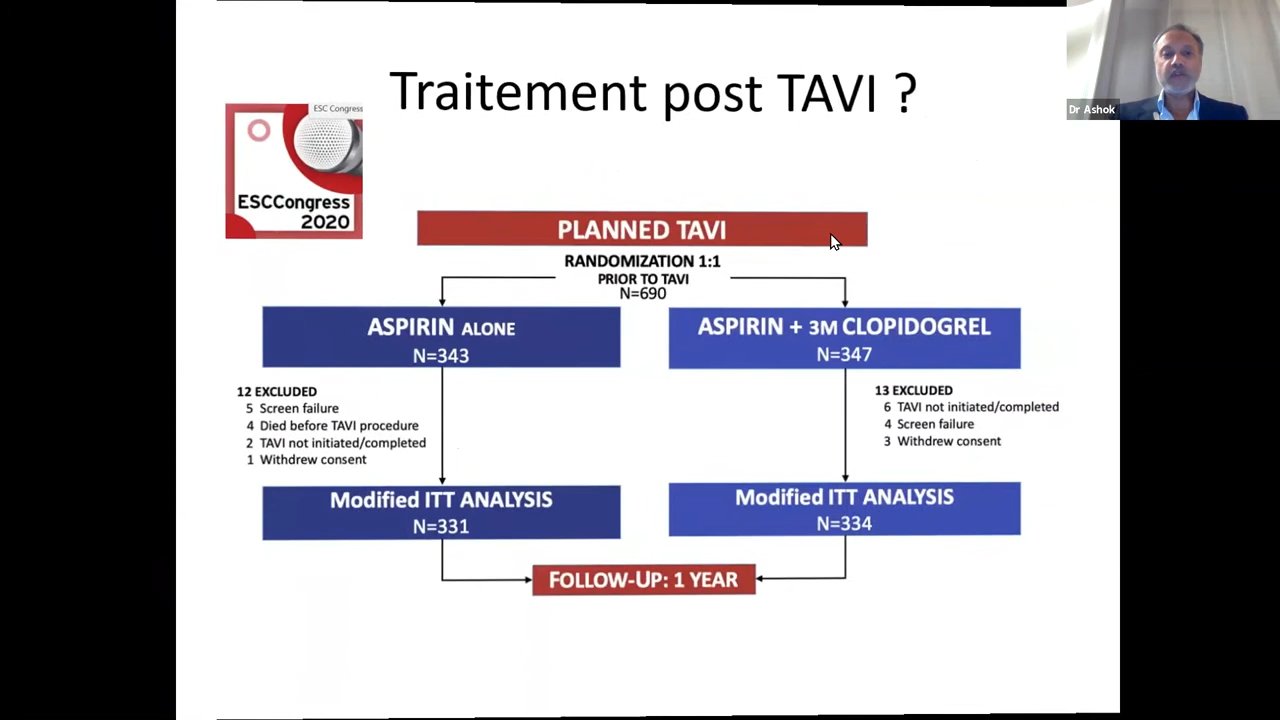 Traitement post TAVI ?
Dr Ashok
ESC Congress
ESCCongress
2020
PLANNED TAVI
RANDOMIZATION 1:1
PRIOR TO TAVI
N=690
ASPIRIN ALONE
N=343
ASPIRIN + 3M CLOPIDOGREL
N=347
12 EXCLUDED
5 Screen failure
4 Died before TAVI procedure
2 TAVI not initiated/completed
1 Withdrew consent
13 EXCLUDED
6 TAVI not initiated/completed
4 Screen failure
3 Withdrew consent
Modified ITT ANALYSIS
N=331
Modified ITT ANALYSIS
N=334
FOLLOW-UP: 1 YEAR